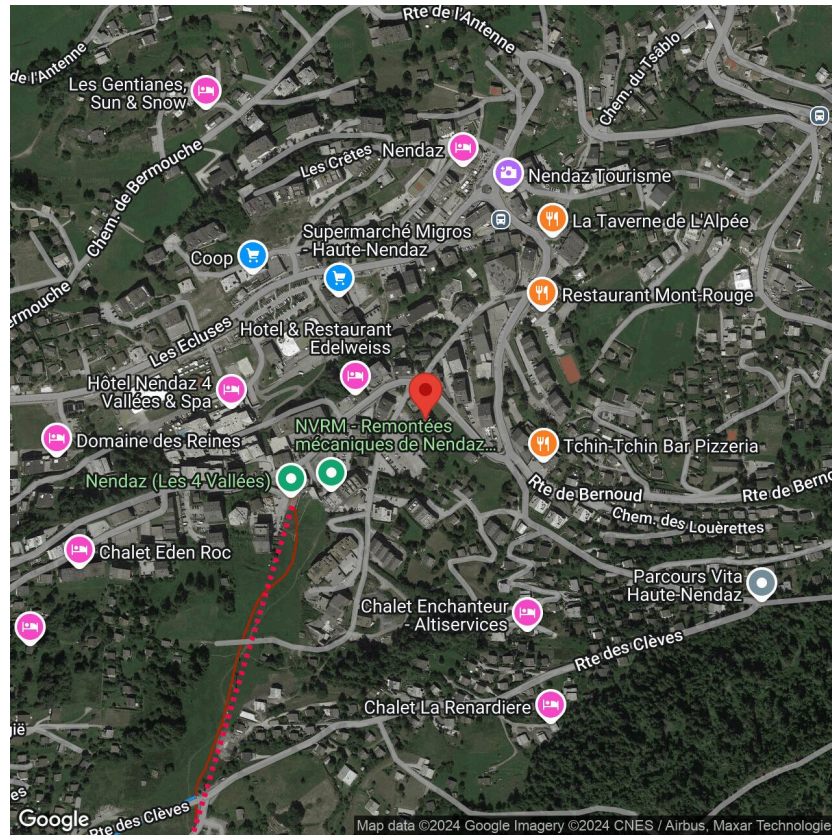 Rte de l'Antenne
de l'Antenne
Les Gentianes,
Sun & Snow
Chem. du Tsâblo
Chem. de Bermouche
Les Crêtes
Nendaz
Nendaz Tourisme
La Taverne de L'Alpée
Supermarché Migros
- Haute-Nendaz
Coop
Restaurant Mont-Rouge
ermouche
Les Ecluses
Hotel & Restaurant
Edelweiss
Hôtel Nendaz 4
Vallées & Spa
NVRM - Remontées
mécaniques de Nendaz...
Domaine des Reines
Tchin-Tchin Bar Pizzeria
Nendaz (Les 4 Vallées)
Rte de Bernoud
Rte de Berno
Chem. des Louèrettes
Chalet Eden Roc
Parcours Vita
Haute-Nendaz
Chalet Enchanteur
- Altiservices
Rte des Clèves
Chalet La Renardiere
gië
es
Rte des Clèves
Google
Map data ©2024 Google Imagery ©2024 CNES / Airbus, Maxar Technologie